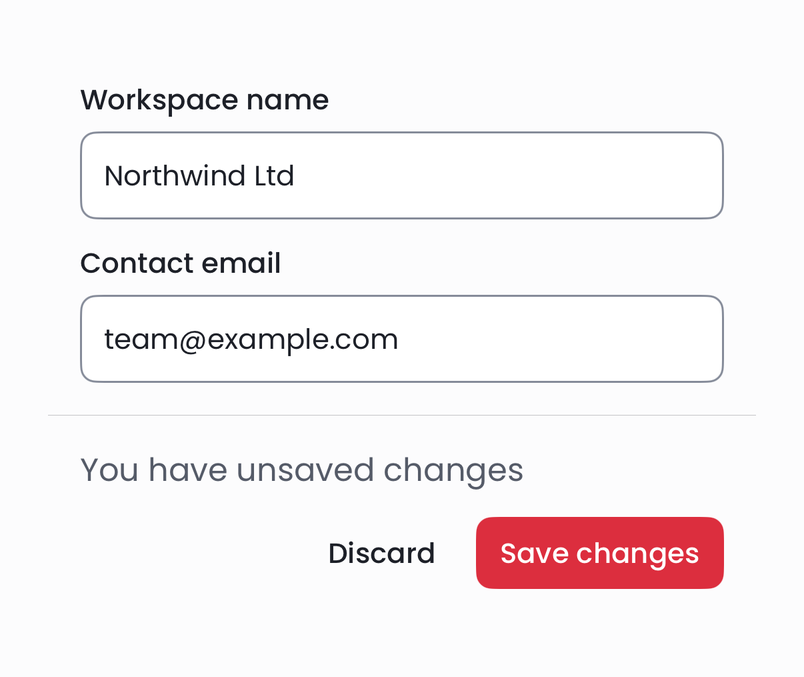 Workspace name
Northwind Ltd
Contact email
team@example.com
You have unsaved changes
Discard Save changes